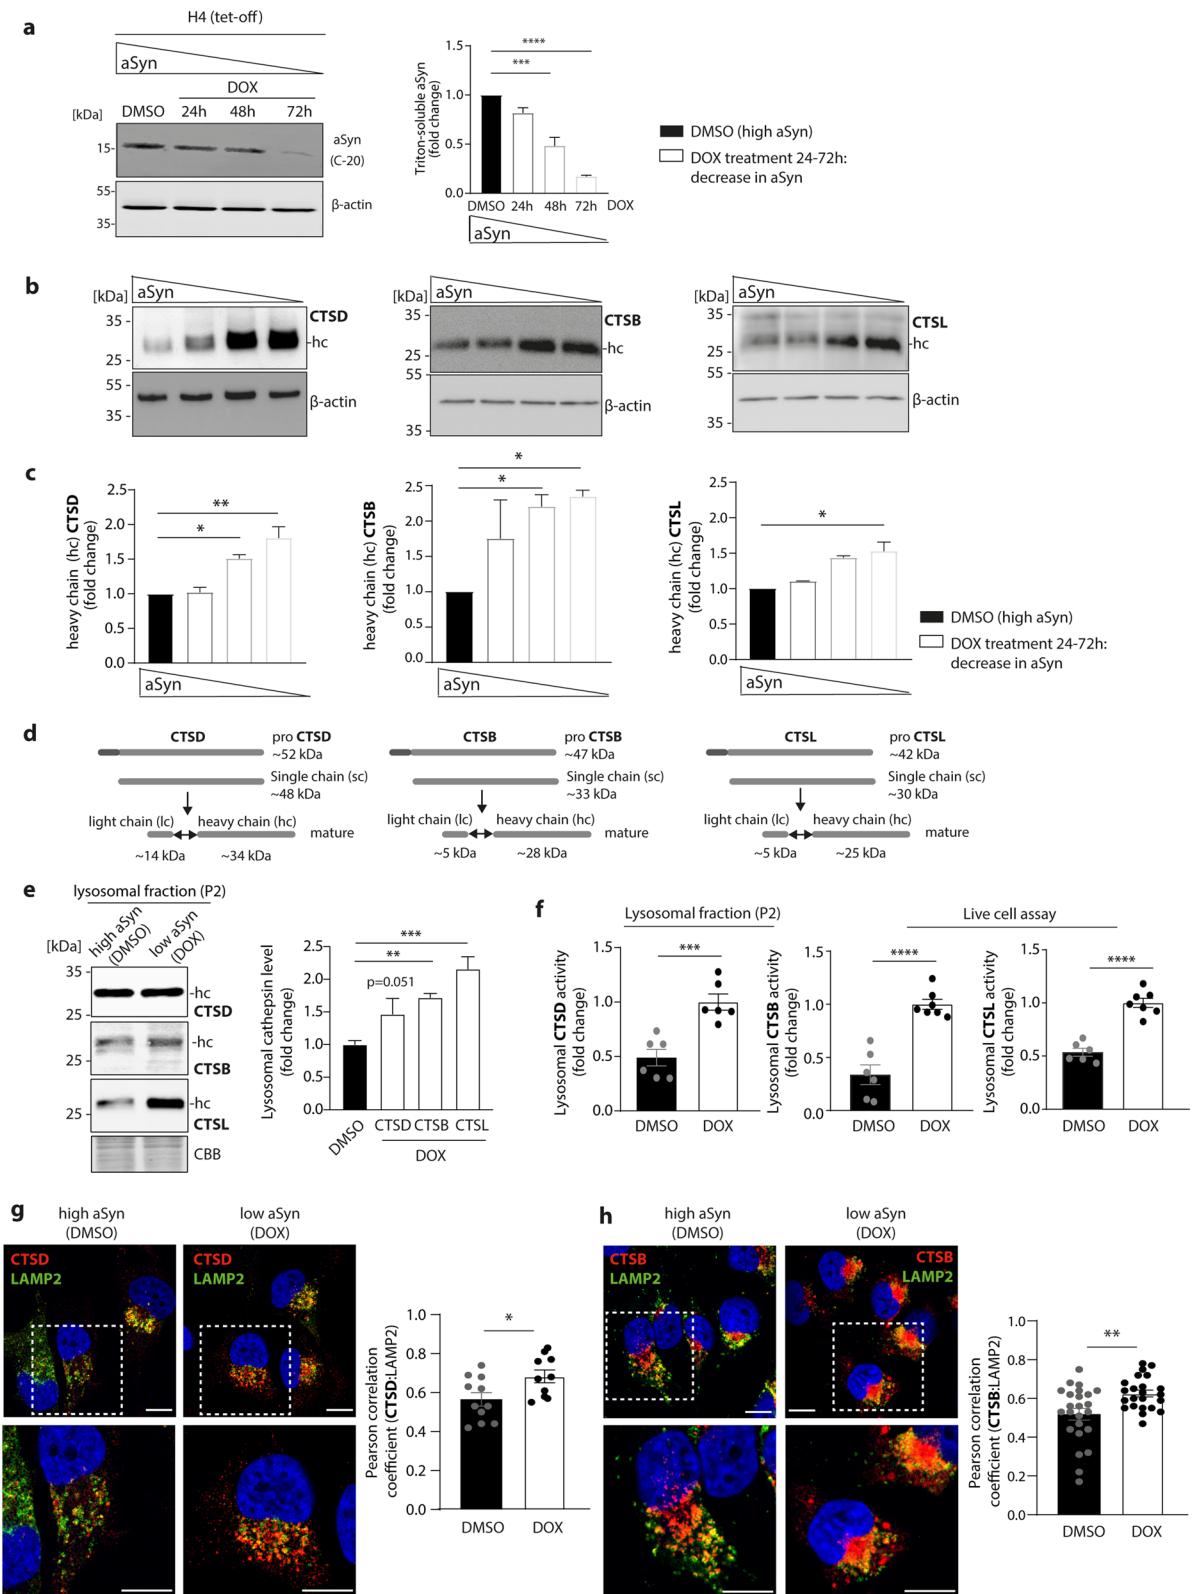 a
H4 (tet-off)
aSyn
DOX
[kDa] DMSO 24h 48h 72h
15-
aSyn
(C-20)
55-
β-actin
35-
Triton-soluble aSyn
(fold change)
1.5
1.0
0.5
0.0
****
***
DMSO 24h 48h 72h DOX
aSyn
DMSO (high aSyn)
DOX treatment 24-72h:
decrease in aSyn
b
[kDa] aSyn
35-
CTSD
-hc
25-
55-
β-actin
35-
[kDa] aSyn
35-
CTSB
-hc
25-
55-
β-actin
35-
[kDa] aSyn
35-
CTSL
-hc
25-
55-
β-actin
35-
c
heavy chain (hc) CTSD
(fold change)
2.5
2.0
1.5
1.0
0.5
0.0
**
*
aSyn
heavy chain (hc) CTSB
(fold change)
2.5
2.0
1.5
1.0
0.5
0.0
*
*
aSyn
heavy chain (hc) CTSL
(fold change)
2.5
2.0
1.5
1.0
0.5
0.0
*
aSyn
DMSO (high aSyn)
DOX treatment 24-72h:
decrease in aSyn
d
CTSD
pro CTSD
~52 kDa
Single chain (sc)
~48 kDa
light chain (lc) heavy chain (hc)
mature
~14 kDa ~34 kDa
CTSB
pro CTSB
~47 kDa
Single chain (sc)
~33 kDa
light chain (lc) heavy chain (hc)
mature
~5 kDa ~28 kDa
CTSL
pro CTSL
~42 kDa
Single chain (sc)
~30 kDa
light chain (lc) heavy chain (hc)
mature
~5 kDa ~25 kDa
e
lysosomal fraction (P2)
high aSyn
(DMSO)
low aSyn
(DOX)
[kDa]
35-
-hc
25-
CTSD
-hc
25-
CTSB
-hc
25-
CTSL
CBB
Lysosomal cathepsin level
(fold change)
2.5
2.0
1.5
1.0
0.5
0.0
***
**
p=0.051
DMSO
CTSD CTSB CTSL
DOX
f
Lysosomal fraction (P2)
Live cell assay
Lysosomal CTSD activity
(fold change)
1.5
1.0
0.5
0.0
***
DMSO DOX
Lysosomal CTSB activity
(fold change)
1.5
1.0
0.5
0.0
****
DMSO DOX
Lysosomal CTSL activity
(fold change)
1.5
1.0
0.5
0.0
****
DMSO DOX
g
high aSyn
(DMSO)
low aSyn
(DOX)
CTSD
LAMP2
CTSD
LAMP2
Pearson correlation
coefficient (CTSD:LAMP2)
1.0
0.8
0.6
0.4
0.2
0.0
*
DMSO DOX
h
high aSyn
(DMSO)
low aSyn
(DOX)
CTSB
LAMP2
CTSB
LAMP2
Pearson correlation
coefficient (CTSB:LAMP2)
1.0
0.8
0.6
0.4
0.2
0.0
**
DMSO DOX